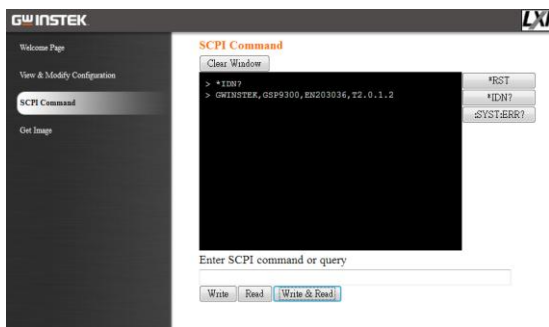 GWINSTEK
LXI
Welcome Page
View & Modify Configuration
SCPI Command
Get Image
SCPI Command
Clear Window
> *IDN?
> GWINSTEK,GSP9300,EN203036,T2.0.1.2
*RST
*IDN?
:SYST:ERR?
Enter SCPI command or query
Write
Read
Write & Read